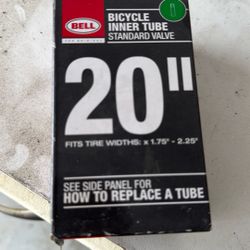 BELL
BICYCLE
INNER TUBE
STANDARD VALVE
20"
FITS TIRE WIDTHS: x 1.75" - 2.25"
SEE SIDE PANEL FOR
HOW TO REPLACE A TUBE